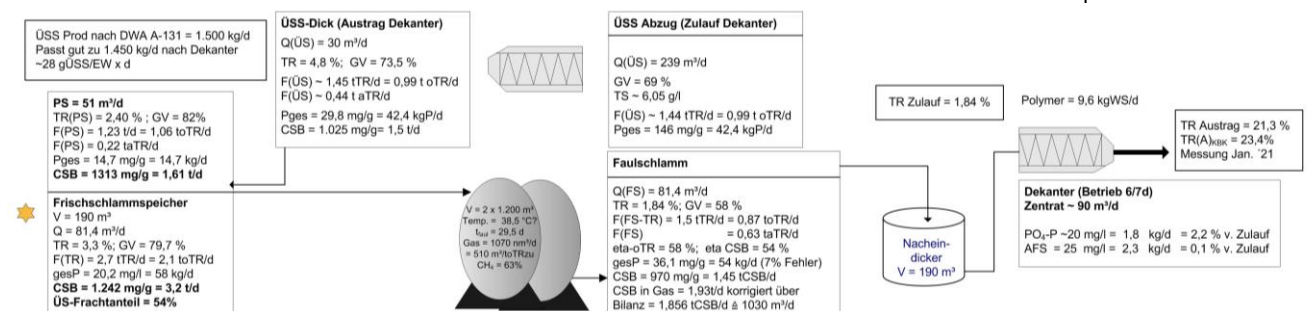 ÜSS Prod nach DWA A-131 = 1.500 kg/d
Passt gut zu 1.450 kg/d nach Dekanter
~28 gÜSS/EW x d
ÜSS-Dick (Austrag Dekanter)
Q(ÜS) = 30 m³/d
TR = 4,8 %; GV = 73,5 %
F(ÜS) ~ 1,45 tTR/d = 0,99 t oTR/d
F(ÜS) ~ 0,44 t aTR/d
Pges = 29,8 mg/g = 42,4 kgP/d
CSB = 1.025 mg/g= 1,5 t/d
ÜSS Abzug (Zulauf Dekanter)
Q(ÜS) = 239 m³/d
GV = 69 %
TS ~ 6,05 g/l
F(ÜS) ~ 1,44 tTR/d = 0,99 t oTR/d
Pges = 146 mg/g = 42,4 kgP/d
PS = 51 m³/d
TR(PS) = 2,40 % ; GV = 82%
F(PS) = 1,23 t/d = 1,06 toTR/d
F(PS) = 0,22 taTR/d
Pges = 14,7 mg/g = 14,7 kg/d
CSB = 1313 mg/g = 1,61 t/d
Frischschlammspeicher
V = 190 m³
Q = 81,4 m³/d
TR = 3,3 %; GV = 79,7 %
F(TR) = 2,7 tTR/d = 2,1 toTR/d
gesP = 20,2 mg/l = 58 kg/d
CSB = 1.242 mg/g = 3,2 t/d
ÜS-Frachtanteil = 54%
V = 2 x 1.200 m³
Temp. = 38,5 °C?
t_faul = 29,5 d
Gas = 1070 nm³/d
= 510 m³/toTRzu
CH₄ = 63%
Faulschlamm
Q(FS) = 81,4 m³/d
TR = 1,84 %; GV = 58 %
F(FS-TR) = 1,5 tTR/d = 0,87 toTR/d
F(FS) = 0,63 taTR/d
eta-oTR = 58 %; eta CSB = 54 %
gesP = 36,1 mg/g = 54 kg/d (7% Fehler)
CSB = 970 mg/g = 1,45 tCSB/d
CSB in Gas = 1,93t/d korrigiert über
Bilanz = 1,856 tCSB/d ≙ 1030 m³/d
TR Zulauf = 1,84 %
Nachein-
dicker
V = 190 m³
Polymer = 9,6 kgWS/d
TR Austrag = 21,3 %
TR(A)KBK = 23,4%
Messung Jan. ´21
Dekanter (Betrieb 6/7d)
Zentrat ~ 90 m³/d
PO₄-P ~20 mg/l = 1,8 kg/d = 2,2 % v. Zulauf
AFS = 25 mg/l = 2,3 kg/d = 0,1 % v. Zulauf